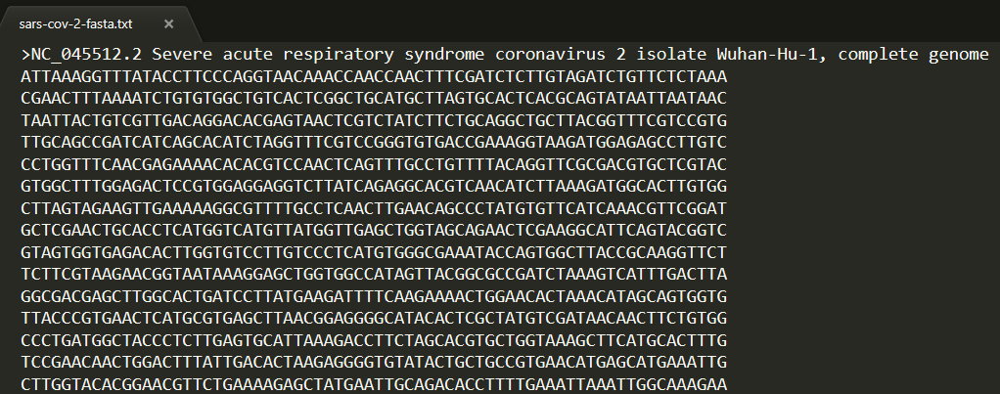 sars-cov-2-fasta.txt ×
>NC_045512.2 Severe acute respiratory syndrome coronavirus 2 isolate Wuhan-Hu-1, complete genome
ATTAAAGGTTTATACCTTCCCAGGTAACAAACCAACCAACTTTCGATCTCTTGTAGATCTGTTCTCTAAA
CGAACTTTAAAATCTGTGTGGCTGTCACTCGGCTGCATGCTTAGTGCACTCACGCAGTATAATTAATAAC
TAATTACTGTCGTTGACAGGACACGAGTAACTCGTCTATCTTCTGCAGGCTGCTTACGGTTTCGTCCGTG
TTGCAGCCGATCATCAGCACATCTAGGTTTCGTCCGGGTGTGACCGAAAGGTAAGATGGAGAGCCTTGTC
CCTGGTTTCAACGAGAAAACACACGTCCAACTCAGTTTGCCTGTTTTACAGGTTCGCGACGTGCTCGTAC
GTGGCTTTGGAGACTCCGTGGAGGAGGTCTTATCAGAGGCACGTCAACATCTTAAAGATGGCACTTGTGG
CTTAGTAGAAGTTGAAAAAGGCGTTTTGCCTCAACTTGAACAGCCCTATGTGTTCATCAAACGTTCGGAT
GCTCGAACTGCACCTCATGGTCATGTTATGGTTGAGCTGGTAGCAGAACTCGAAGGCATTCAGTACGGTC
GTAGTGGTGAGACACTTGGTGTCCTTGTCCCTCATGTGGGCGAAATACCAGTGGCTTACCGCAAGGTTCT
TCTTCGTAAGAACGGTAATAAAGGAGCTGGTGGCCATAGTTACGGCGCCGATCTAAAGTCATTTGACTTA
GGCGACGAGCTTGGCACTGATCCTTATGAAGATTTTCAAGAAAACTGGAACACTAAACATAGCAGTGGTG
TTACCCGTGAACTCATGCGTGAGCTTAACGGAGGGGCATACACTCGCTATGTCGATAACAACTTCTGTGG
CCCTGATGGCTACCCTCTTGAGTGCATTAAAGACCTTCTAGCACGTGCTGGTAAAGCTTCATGCACTTTG
TCCGAACAACTGGACTTTATTGACACTAAGAGGGGTGTATACTGCTGCCGTGAACATGAGCATGAAATTG
CTTGGTACACGGAACGTTCTGAAAAGAGCTATGAATTGCAGACACCTTTTGAAATTAAATTGGCAAAGAA